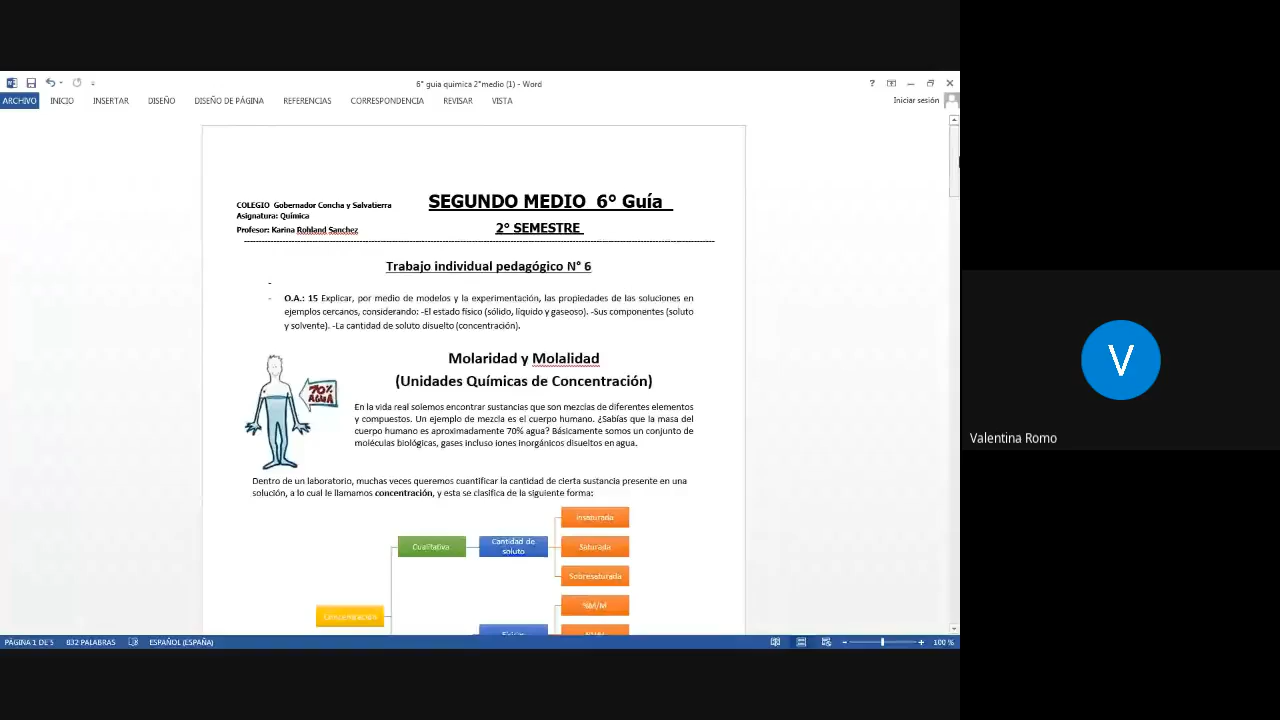 6° guia quimica 2°medio (1) - Word
ARCHIVO INICIO INSERTAR DISEÑO DISEÑO DE PÁGINA REFERENCIAS CORRESPONDENCIA REVISAR VISTA
Iniciar sesión
COLEGIO Gobernador Concha y Salvatierra
Asignatura: Química
Profesor: Karina Rohland Sanchez
SEGUNDO MEDIO 6° Guía
2° SEMESTRE
Trabajo individual pedagógico N° 6
-
- O.A.: 15 Explicar, por medio de modelos y la experimentación, las propiedades de las soluciones en
ejemplos cercanos, considerando: -El estado físico (sólido, líquido y gaseoso). -Sus componentes (soluto
y solvente). -La cantidad de soluto disuelto (concentración).
Molaridad y Molalidad
(Unidades Químicas de Concentración)
70%
AGUA
En la vida real solemos encontrar sustancias que son mezclas de diferentes elementos
y compuestos. Un ejemplo de mezcla es el cuerpo humano. ¿Sabías que la masa del
cuerpo humano es aproximadamente 70% agua? Básicamente somos un conjunto de
moléculas biológicas, gases incluso iones inorgánicos disueltos en agua.
Dentro de un laboratorio, muchas veces queremos cuantificar la cantidad de cierta sustancia presente en una
solución, a lo cual le llamamos concentración, y esta se clasifica de la siguiente forma:
Insaturada
Cualitativa
Cantidad de
soluto
Saturada
Sobresaturada
%M/M
Concentración
PÁGINA 1 DE 5 832 PALABRAS ESPAÑOL (ESPAÑA)
100 %
V
Valentina Romo